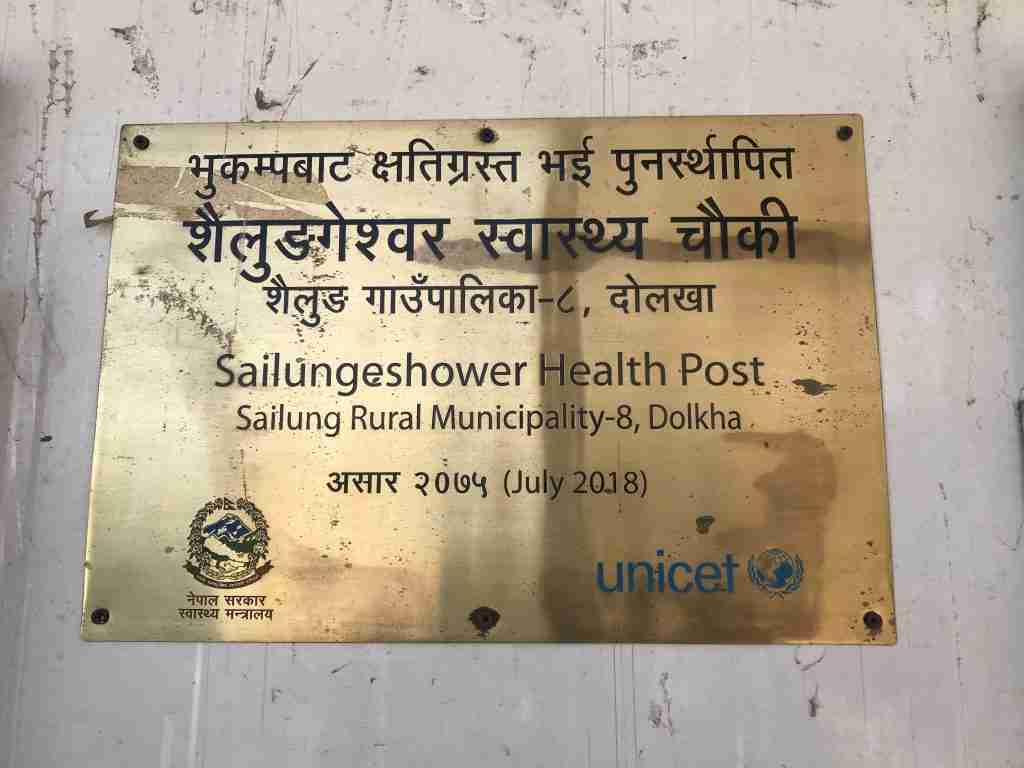 भुकम्पबाट क्षतिग्रस्त भई पुनर्स्थापित
शैलुङगेश्वर स्वास्थ्य चौकी
शैलुङ गाउँपालिका-८, दोलखा
Sailungeshower Health Post
Sailung Rural Municipality-8, Dolkha
असार २०७५ (July 2018)
नेपाल सरकार
स्वास्थ्य मन्त्रालय
unicef